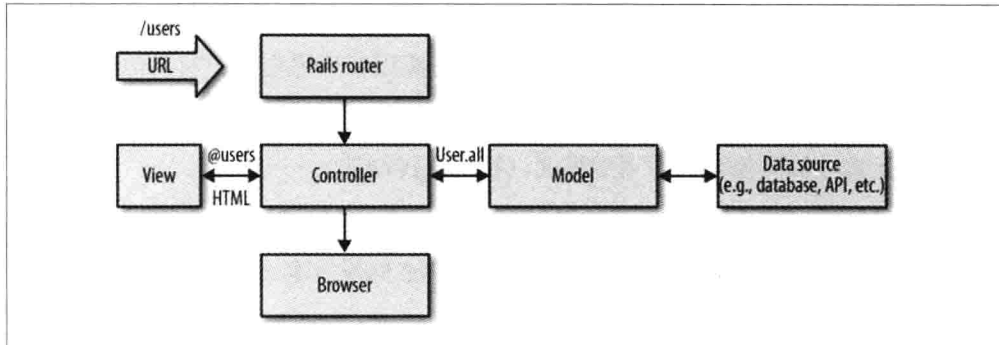 /users
URL
Rails router
View
@users
HTML
Controller
User.all
Model
Data source
(e.g., database, API, etc.)
Browser